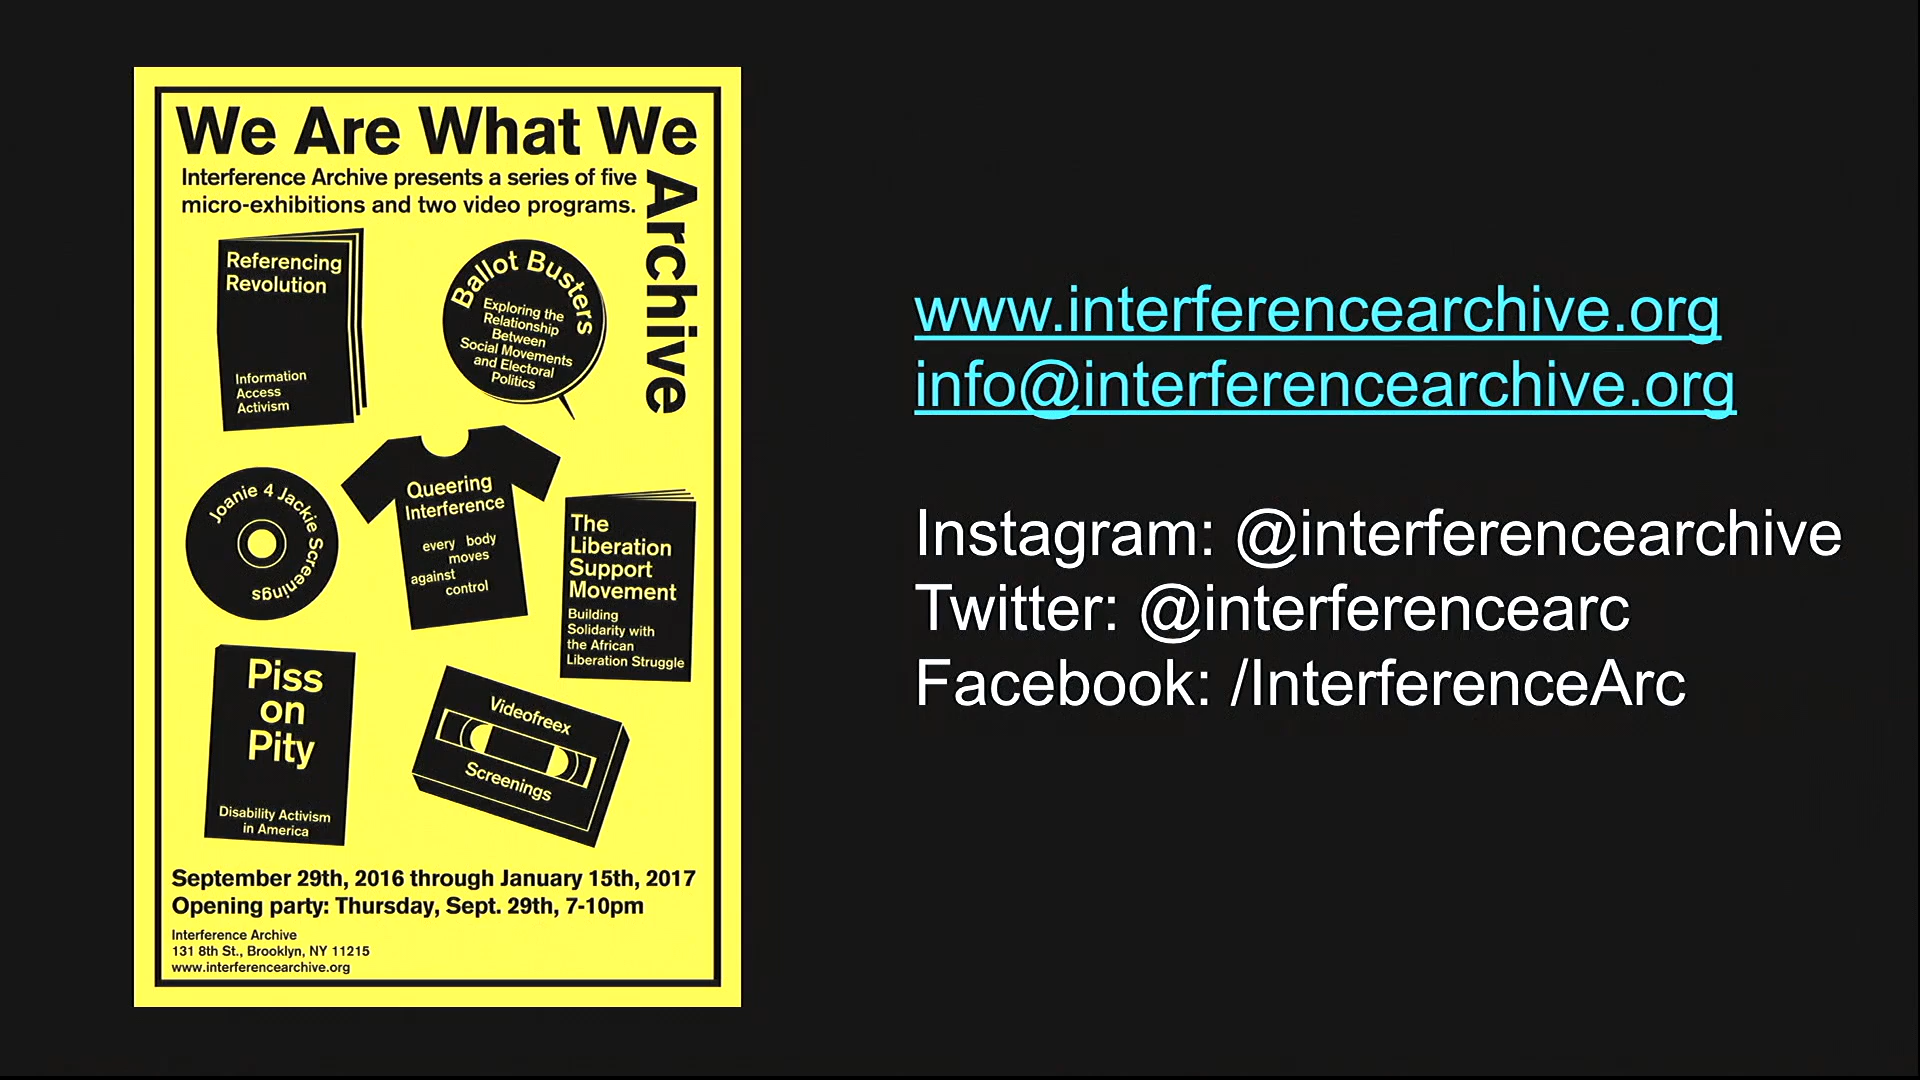 We Are What We
Archive
Interference Archive presents a series of five
micro-exhibitions and two video programs.
Referencing
Revolution
Information
Access
Activism
Ballot Busters
Exploring the
Relationship
Between
Social Movements
and Electoral
Politics
Joanie 4 Jackie Screenings
Queering
Interference
every body
moves
against
control
The
Liberation
Support
Movement
Building
Solidarity with
the African
Liberation Struggle
Piss
on
Pity
Disability Activism
in America
Videofreex
Screenings
September 29th, 2016 through January 15th, 2017
Opening party: Thursday, Sept. 29th, 7-10pm
Interference Archive
131 8th St., Brooklyn, NY 11215
www.interferencearchive.org
www.interferencearchive.org
info@interferencearchive.org
Instagram: @interferencearchive
Twitter: @interferencearc
Facebook: /InterferenceArc